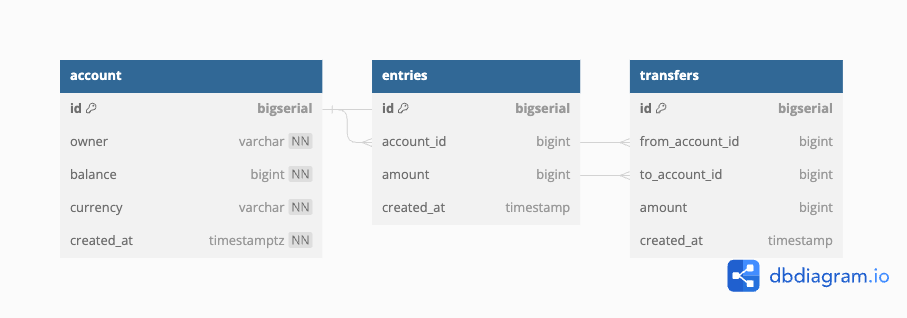 account
id bigserial
owner varchar NN
balance bigint NN
currency varchar NN
created_at timestamptz NN
entries
id bigserial
account_id bigint
amount bigint
created_at timestamp
transfers
id bigserial
from_account_id bigint
to_account_id bigint
amount bigint
created_at timestamp
dbdiagram.io